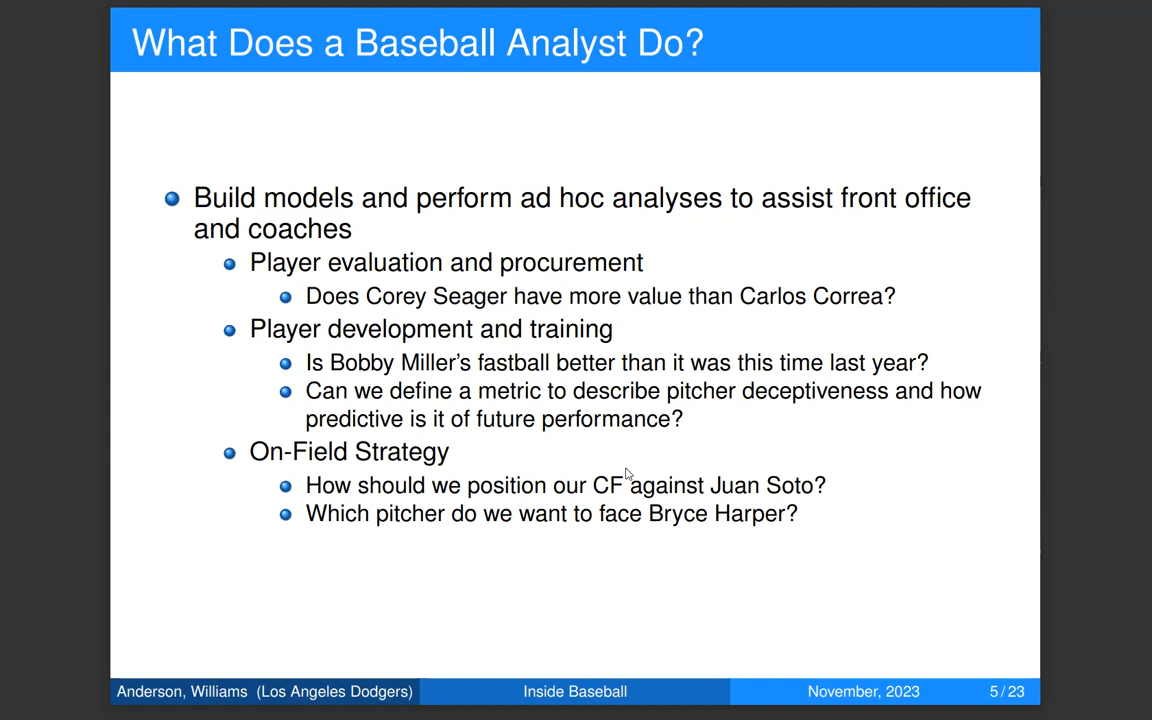 What Does a Baseball Analyst Do?
Build models and perform ad hoc analyses to assist front office
and coaches
Player evaluation and procurement
Does Corey Seager have more value than Carlos Correa?
Player development and training
Is Bobby Miller's fastball better than it was this time last year?
Can we define a metric to describe pitcher deceptiveness and how
predictive is it of future performance?
On-Field Strategy
How should we position our CF against Juan Soto?
Which pitcher do we want to face Bryce Harper?
Anderson, Williams (Los Angeles Dodgers) Inside Baseball November, 2023 5 / 23